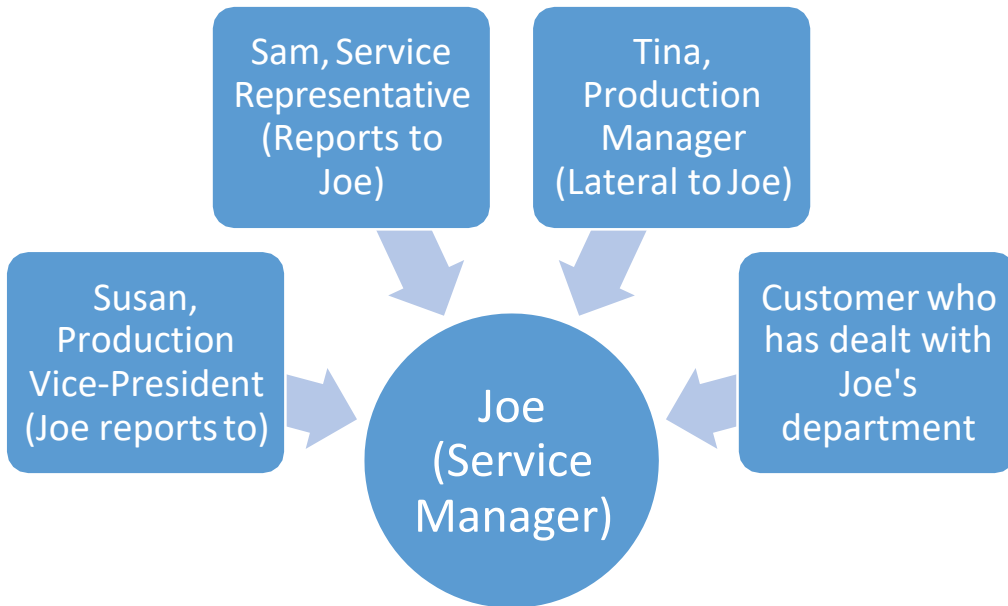 Sam, Service
Representative
(Reports to
Joe)
Tina,
Production
Manager
(Lateral to Joe)
Susan,
Production
Vice-President
(Joe reports to)
Customer who
has dealt with
Joe's
department
Joe
(Service
Manager)